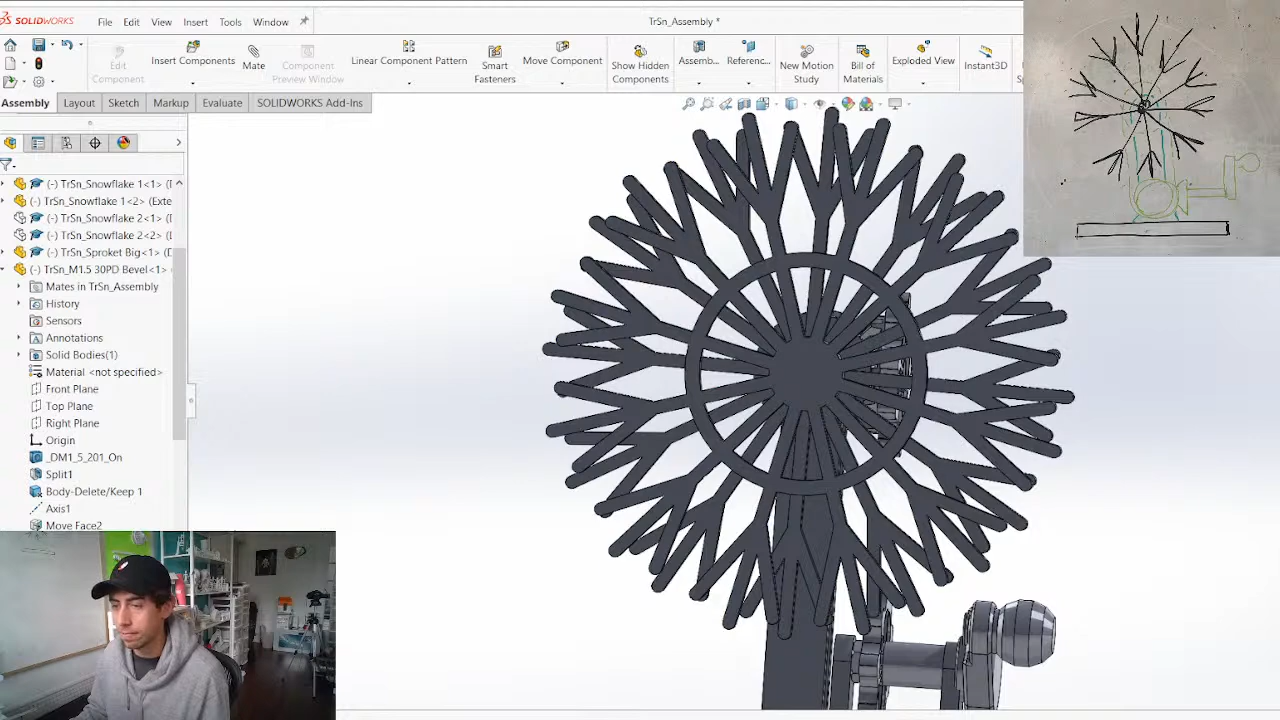 SOLIDWORKS File Edit View Insert Tools Window TrSn_Assembly *
Edit Component
Insert Components
Mate
Component Preview Window
Linear Component Pattern
Smart Fasteners
Move Component
Show Hidden Components
Assemb...
Referenc...
New Motion Study
Bill of Materials
Exploded View
Instant3D
Assembly Layout Sketch Markup Evaluate SOLIDWORKS Add-Ins
(-) TrSn_Snowflake 1<1> (
(-) TrSn_Snowflake 1<2> (Exte
(-) TrSn_Snowflake 2<1> (
(-) TrSn_Snowflake 2<2> (
(-) TrSn_Sproket Big<1> (
(-) TrSn_M1.5 30PD Bevel<1>
Mates in TrSn_Assembly
History
Sensors
Annotations
Solid Bodies(1)
Material <not specified>
Front Plane
Top Plane
Right Plane
Origin
_DM1_5_201_On
Split1
Body-Delete/Keep 1
Axis1
Move Face2